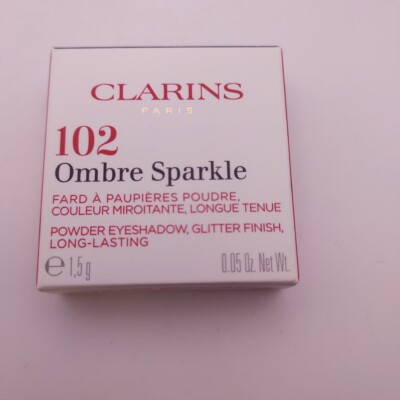 CLARINS
PARIS
102
Ombre Sparkle
FARD À PAUPIÈRES POUDRE,
COULEUR MIROITANTE, LONGUE TENUE
POWDER EYESHADOW, GLITTER FINISH,
LONG-LASTING
℮ 1,5 g 0.05 Oz. Net Wt.